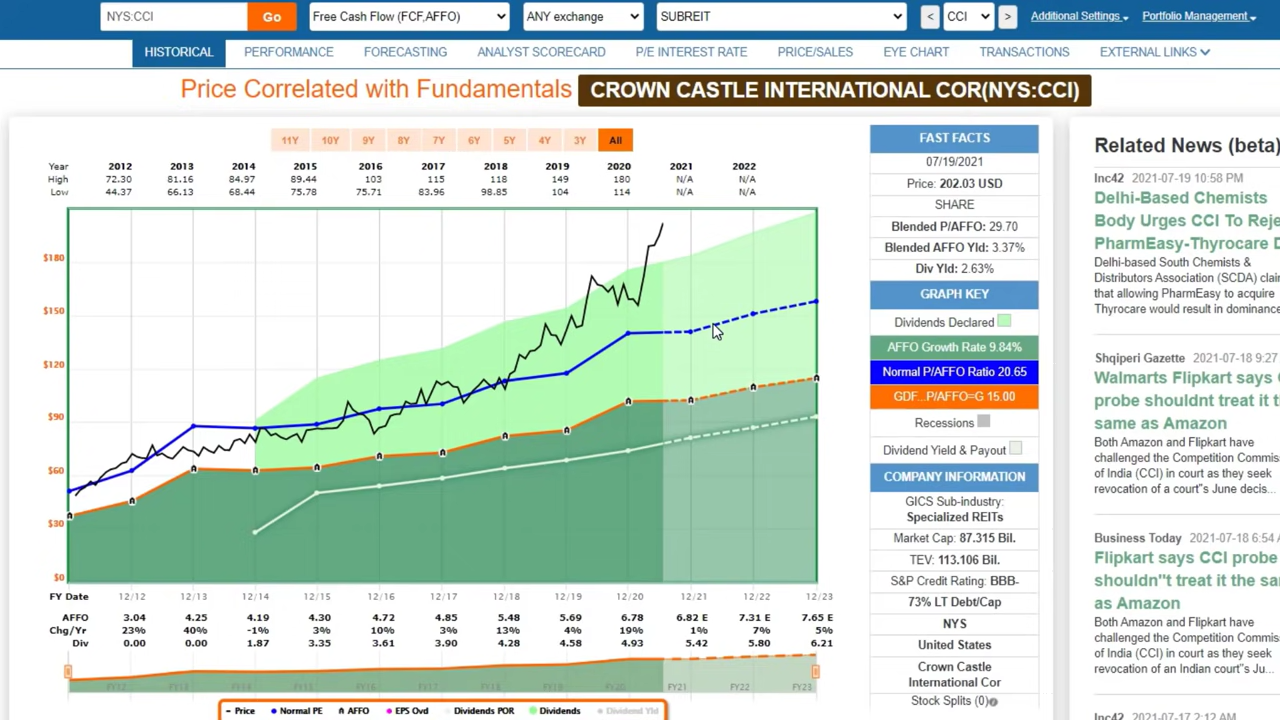 NYS:CCI Go Free Cash Flow (FCF,AFFO) ANY exchange SUBREIT < CCI > Additional Settings Portfolio Management
HISTORICAL PERFORMANCE FORECASTING ANALYST SCORECARD P/E INTEREST RATE PRICE/SALES EYE CHART TRANSACTIONS EXTERNAL LINKS
Price Correlated with Fundamentals CROWN CASTLE INTERNATIONAL COR(NYS:CCI)
11Y 10Y 9Y 8Y 7Y 6Y 5Y 4Y 3Y All
Year 2012 2013 2014 2015 2016 2017 2018 2019 2020 2021 2022
High 72.30 81.16 84.97 89.44 103 115 118 149 180 N/A N/A
Low 44.37 66.13 68.44 75.78 75.71 83.96 98.85 104 114 N/A N/A
$180
$150
$120
$90
$60
$30
$0
FY Date 12/12 12/13 12/14 12/15 12/16 12/17 12/18 12/19 12/20 12/21 12/22 12/23
AFFO 3.04 4.25 4.19 4.30 4.72 4.85 5.48 5.69 6.78 6.82 E 7.31 E 7.65 E
Chg/Yr 23% 40% -1% 3% 10% 3% 13% 4% 19% 1% 7% 5%
Div 0.00 0.00 1.87 3.35 3.61 3.90 4.28 4.58 4.93 5.42 5.80 6.21
FY12 FY13 FY14 FY15 FY16 FY17 FY18 FY19 FY20 FY21 FY22 FY23
Price Normal PE AFFO EPS Ovd Dividends POR Dividends Dividend Yld
FAST FACTS
07/19/2021
Price: 202.03 USD
SHARE
Blended P/AFFO: 29.70
Blended AFFO Yld: 3.37%
Div Yld: 2.63%
GRAPH KEY
Dividends Declared
AFFO Growth Rate 9.84%
Normal P/AFFO Ratio 20.65
GDF...P/AFFO=G 15.00
Recessions
Dividend Yield & Payout
COMPANY INFORMATION
GICS Sub-industry:
Specialized REITs
Market Cap: 87.315 Bil.
TEV: 113.106 Bil.
S&P Credit Rating: BBB-
73% LT Debt/Cap
NYS
United States
Crown Castle
International Cor
Stock Splits (0)
Related News (beta)
Inc42 2021-07-19 10:58 PM
Delhi-Based Chemists
Body Urges CCI To Reje
PharmEasy-Thyrocare D
Delhi-based South Chemists &
Distributors Association (SCDA) clai
that allowing PharmEasy to acquire
Thyrocare would result in dominance
Shqiperi Gazette 2021-07-18 9:27
Walmarts Flipkart says C
probe shouldnt treat it th
same as Amazon
Both Amazon and Flipkart have
challenged the Competition Commis
of India (CCI) in court as they seek
revocation of a court"s June decis...
Business Today 2021-07-18 6:54 A
Flipkart says CCI probe
shouldn"t treat it the sa
as Amazon
Both Amazon and Flipkart have
challenged the Competition Commis
of India (CCI) in court as they seek
revocation of an Indian court"s Ju...
Inc42 2021-07-17 2:12 AM